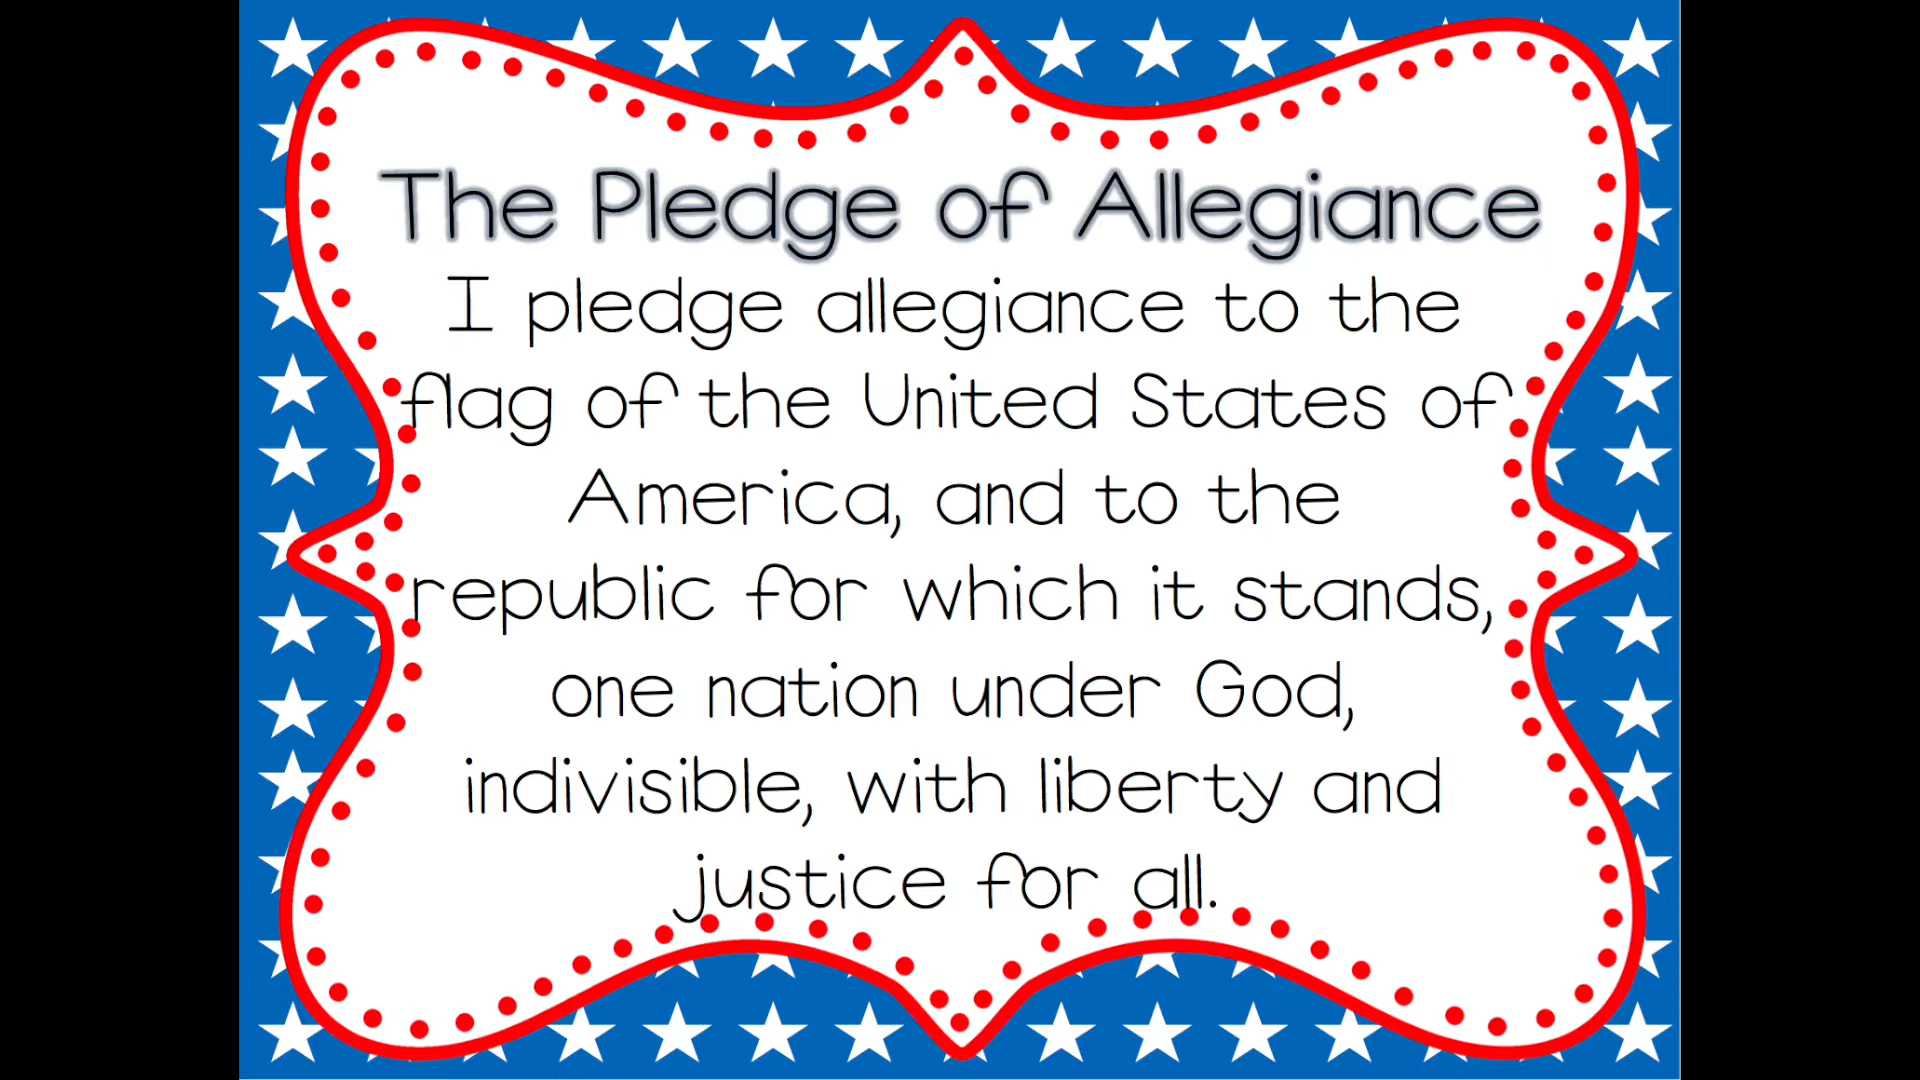 The Pledge of Allegiance
I pledge allegiance to the
flag of the United States of
America, and to the
republic for which it stands,
one nation under God,
indivisible, with liberty and
justice for all.